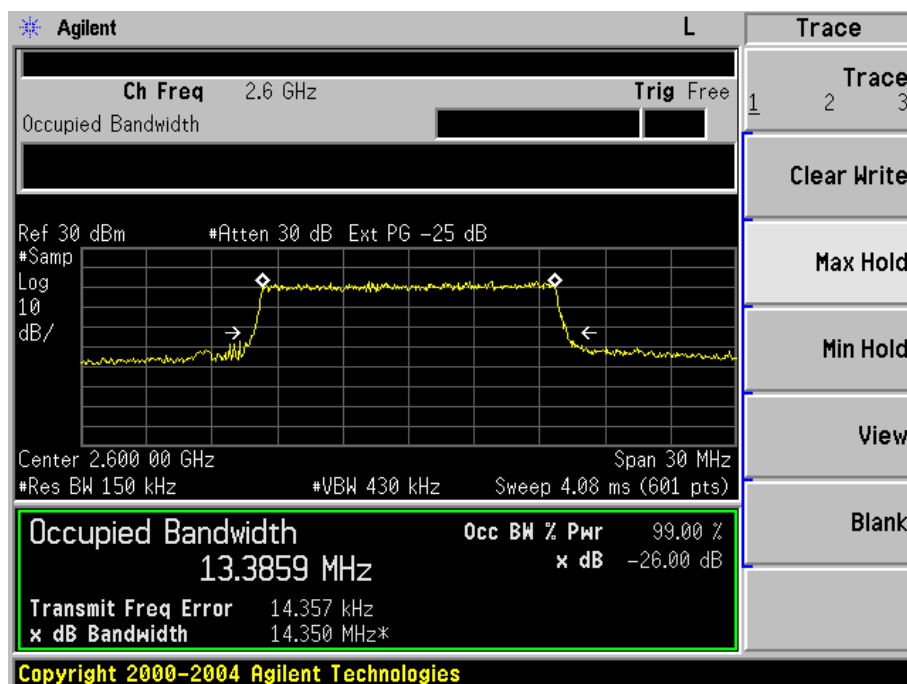 Agilent L Trace
Ch Freq 2.6 GHz Trig Free
Occupied Bandwidth
Trace
1 2 3
Clear Write
Max Hold
Min Hold
View
Blank
Ref 30 dBm #Atten 30 dB Ext PG -25 dB
#Samp
Log
10
dB/
Center 2.600 00 GHz Span 30 MHz
#Res BW 150 kHz #VBW 430 kHz Sweep 4.08 ms (601 pts)
Occupied Bandwidth Occ BW % Pwr 99.00 %
13.3859 MHz x dB -26.00 dB
Transmit Freq Error 14.357 kHz
x dB Bandwidth 14.350 MHz*
Copyright 2000-2004 Agilent Technologies